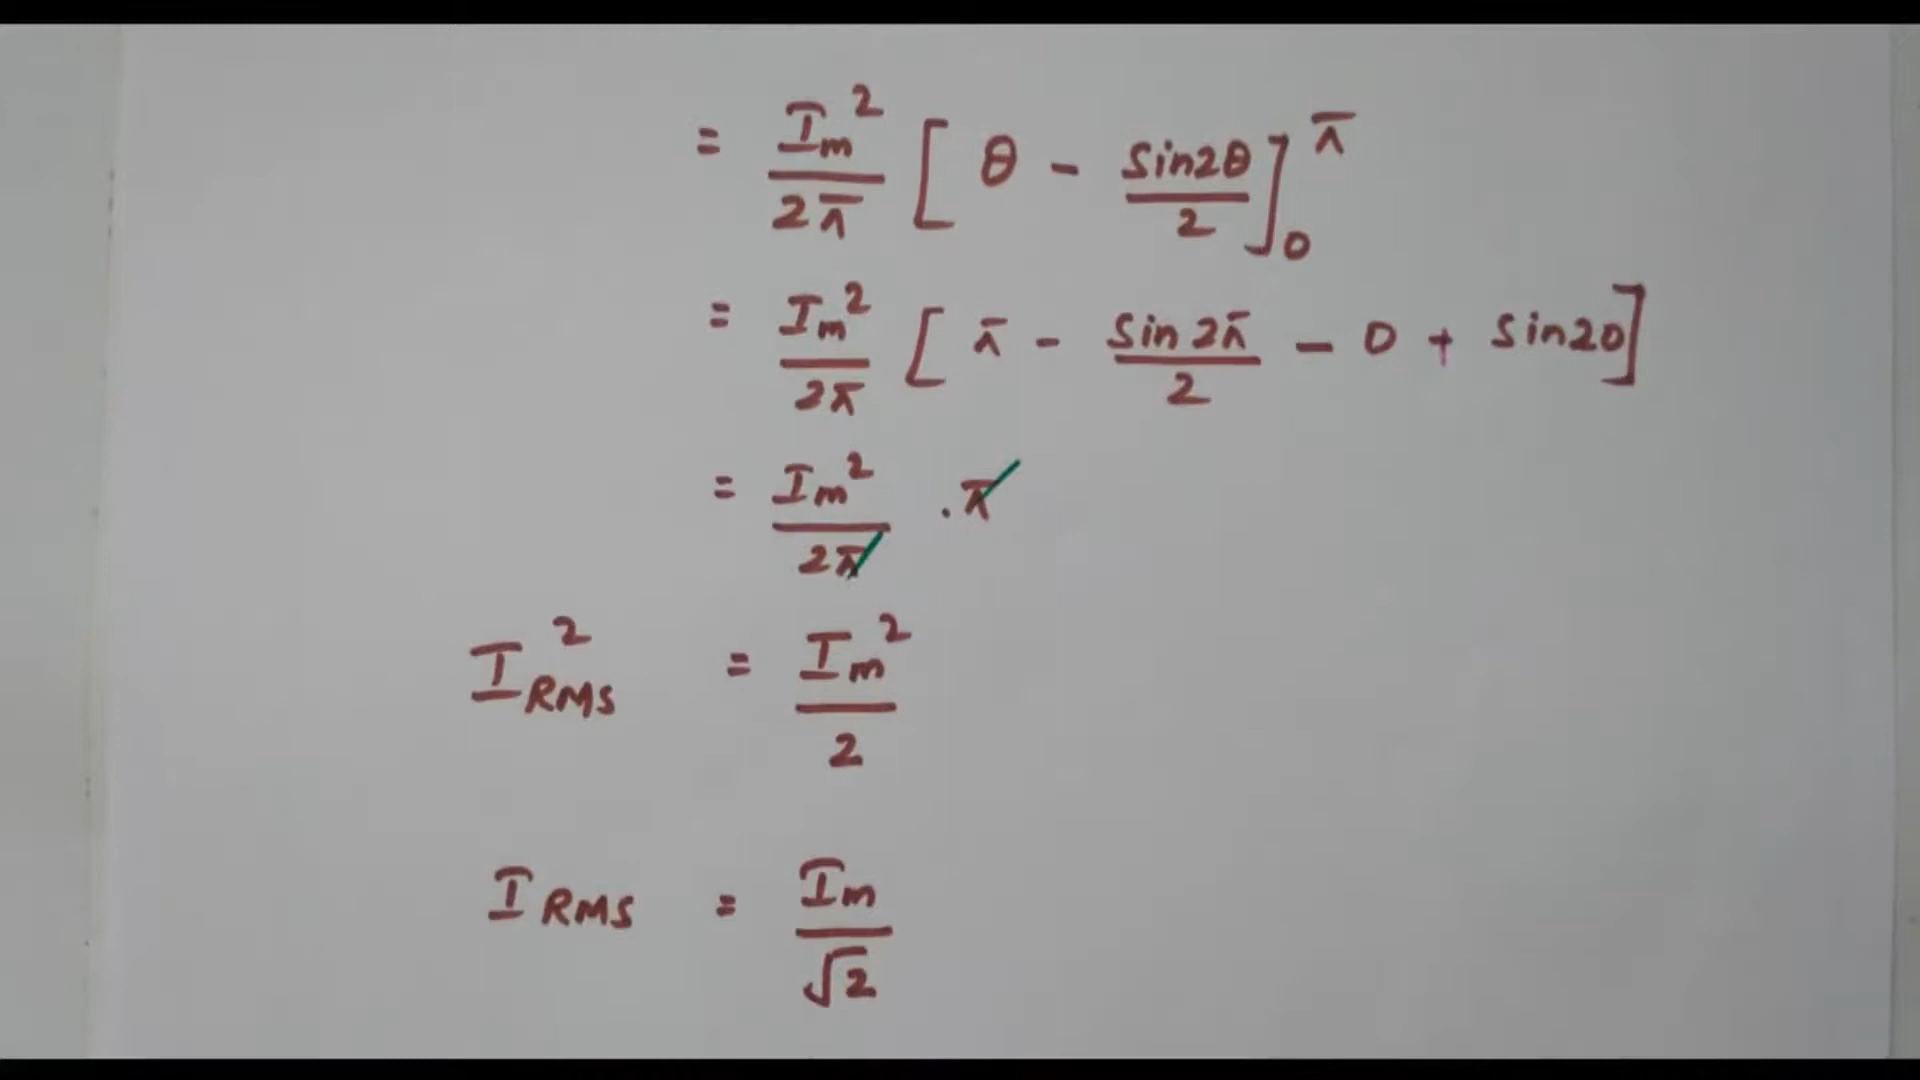 = Im² / 2π [ θ - Sin2θ / 2 ]₀^π
= Im² / 2π [ π - Sin 2π / 2 - 0 + Sin20 ]
= Im² / 2π . π
I²RMS = Im² / 2
I RMS = Im / √2